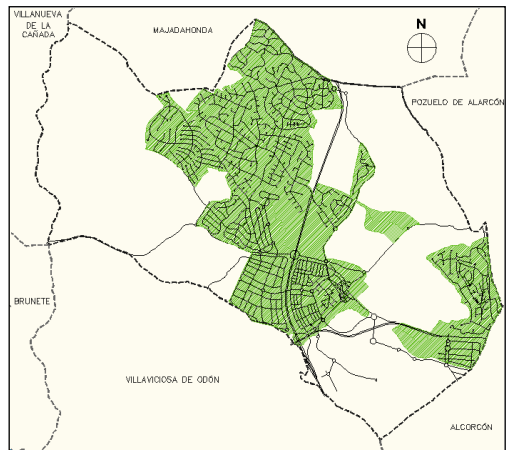 VILLANUEVA
DE LA
CAÑADA
MAJADAHONDA
N
POZUELO DE ALARCÓN
BRUNETE
VILLAVICIOSA DE ODÓN
ALCORCÓN